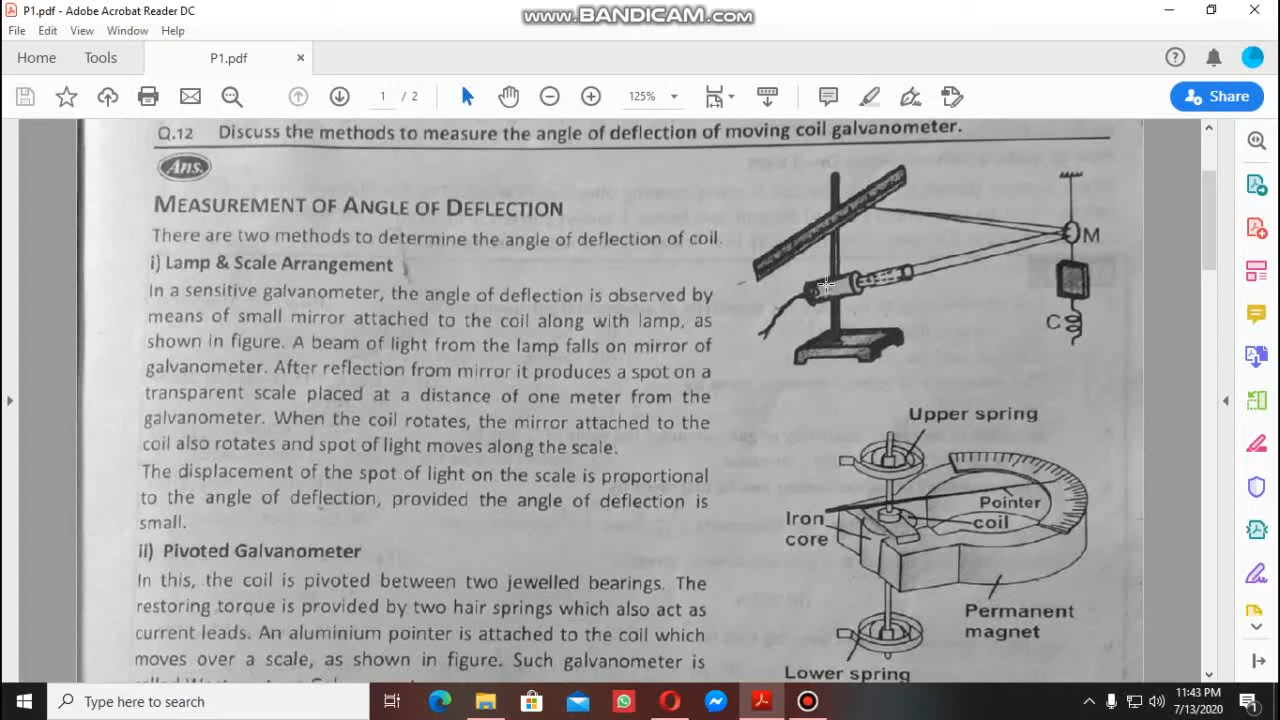 P1.pdf - Adobe Acrobat Reader DC
www.BANDICAM.com
File Edit View Window Help
Home Tools P1.pdf ×
1 / 2 125% Share
Q.12 Discuss the methods to measure the angle of deflection of moving coil galvanometer.
Ans.
MEASUREMENT OF ANGLE OF DEFLECTION
There are two methods to determine the angle of deflection of coil.
i) Lamp & Scale Arrangement
In a sensitive galvanometer, the angle of deflection is observed by
means of small mirror attached to the coil along with lamp, as
shown in figure. A beam of light from the lamp falls on mirror of
galvanometer. After reflection from mirror it produces a spot on a
transparent scale placed at a distance of one meter from the
galvanometer. When the coil rotates, the mirror attached to the
coil also rotates and spot of light moves along the scale.
The displacement of the spot of light on the scale is proportional
to the angle of deflection, provided the angle of deflection is
small.
ii) Pivoted Galvanometer
In this, the coil is pivoted between two jewelled bearings. The
restoring torque is provided by two hair springs which also act as
current leads. An aluminium pointer is attached to the coil which
moves over a scale, as shown in figure. Such galvanometer is
M
C
Upper spring
Pointer
coil
Iron
core
Permanent
magnet
Lower spring
Type here to search
11:43 PM
7/13/2020
1